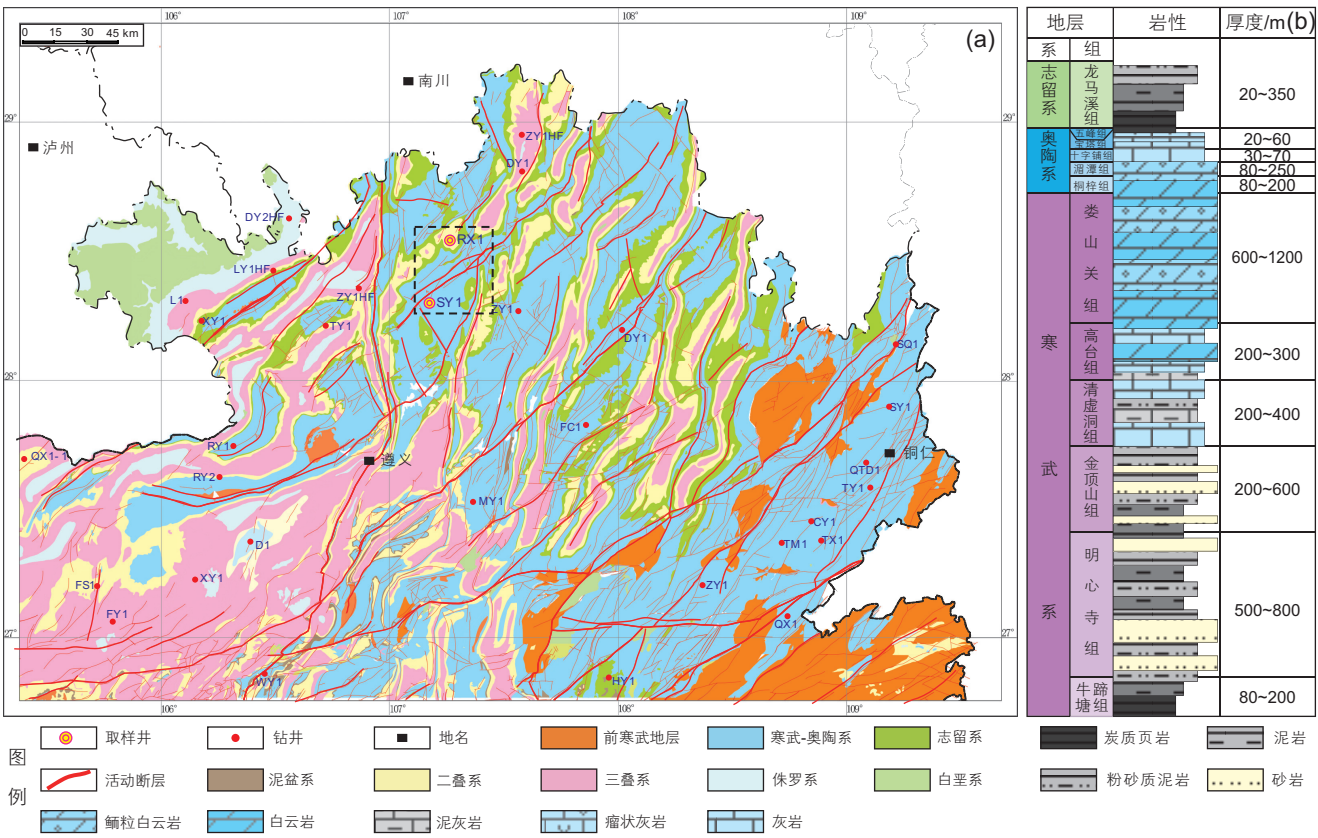 106°
107°
108°
109°
0 15 30 45 km
(a)
南川
29°
29°
泸州
ZY1HF
DY1
DY2HF
RX1
LY1HF
ZY1HF
L1
SY1
ZY1
XY1
TY1
DY1
SQ1
28°
28°
SY1
FC1
RY1
QX1-1
遵义
铜仁
QTD1
RY2
TY1
MY1
CY1
D1
TM1
TX1
XY1
FS1
ZY1
FY1
QX1
27°
27°
WY1
HY1
106°
107°
108°
109°
地层 岩性 厚度/m (b)
系 组
志留系 龙马溪组 20~350
奥陶系 五峰组 20~60
宝塔组
十字铺组 30~70
湄潭组 80~250
桐梓组 80~200
寒武系 娄山关组 600~1200
高台组 200~300
清虚洞组 200~400
金顶山组 200~600
明心寺组 500~800
牛蹄塘组 80~200
图例
取样井 钻井 地名 前寒武地层 寒武-奥陶系 志留系 炭质页岩 泥岩
活动断层 泥盆系 二叠系 三叠系 侏罗系 白垩系 粉砂质泥岩 砂岩
鲕粒白云岩 白云岩 泥灰岩 瘤状灰岩 灰岩